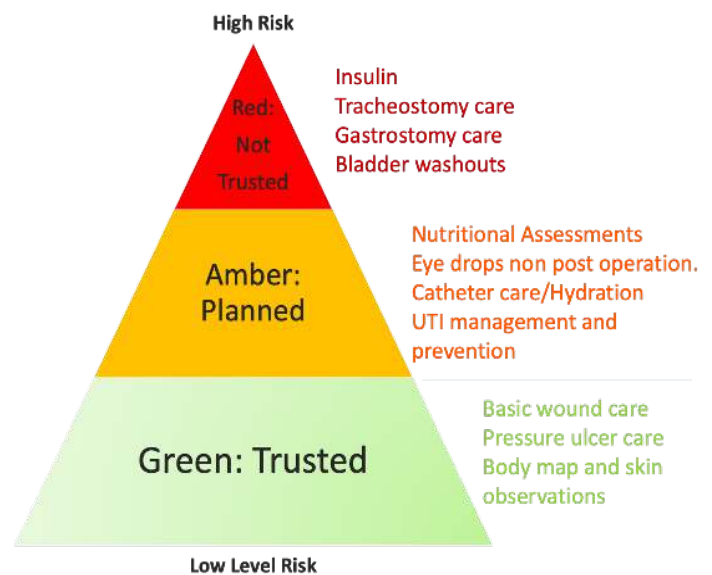 High Risk
Red:
Not
Trusted
Insulin
Tracheostomy care
Gastrostomy care
Bladder washouts
Amber:
Planned
Nutritional Assessments
Eye drops non post operation.
Catheter care/Hydration
UTI management and
prevention
Green: Trusted
Basic wound care
Pressure ulcer care
Body map and skin
observations
Low Level Risk